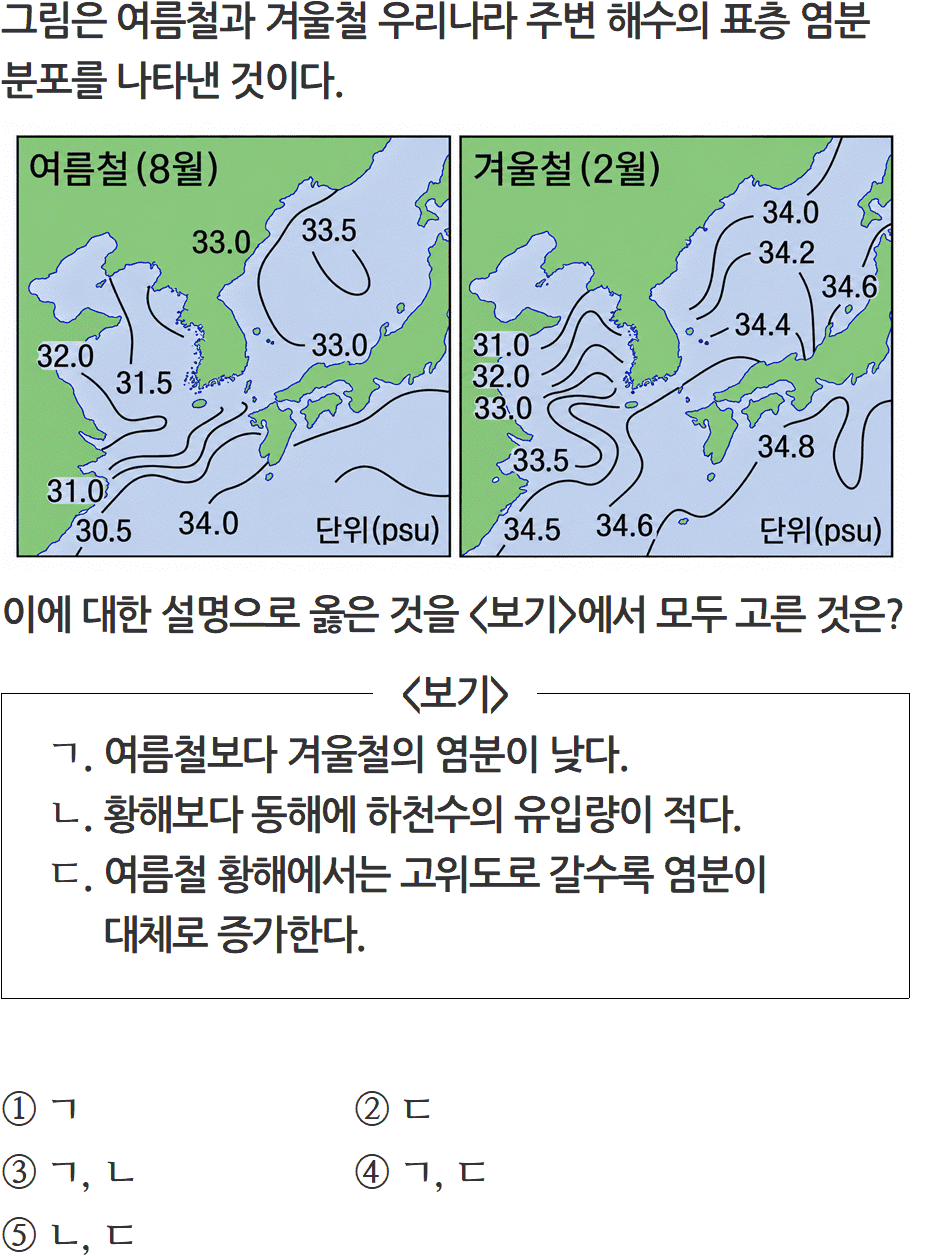 그림은 여름철과 겨울철 우리나라 주변 해수의 표층 염분
분포를 나타낸 것이다.
여름철 (8월)
33.0
33.5
33.0
32.0
31.5
31.0
30.5
34.0
단위(psu)
겨울철 (2월)
34.0
34.2
34.6
34.4
31.0
32.0
33.0
33.5
34.8
34.5
34.6
단위(psu)
이에 대한 설명으로 옳은 것을 <보기>에서 모두 고른 것은?
<보기>
ㄱ. 여름철보다 겨울철의 염분이 낮다.
ㄴ. 황해보다 동해에 하천수의 유입량이 적다.
ㄷ. 여름철 황해에서는 고위도로 갈수록 염분이
대체로 증가한다.
① ㄱ
② ㄷ
③ ㄱ, ㄴ
④ ㄱ, ㄷ
⑤ ㄴ, ㄷ